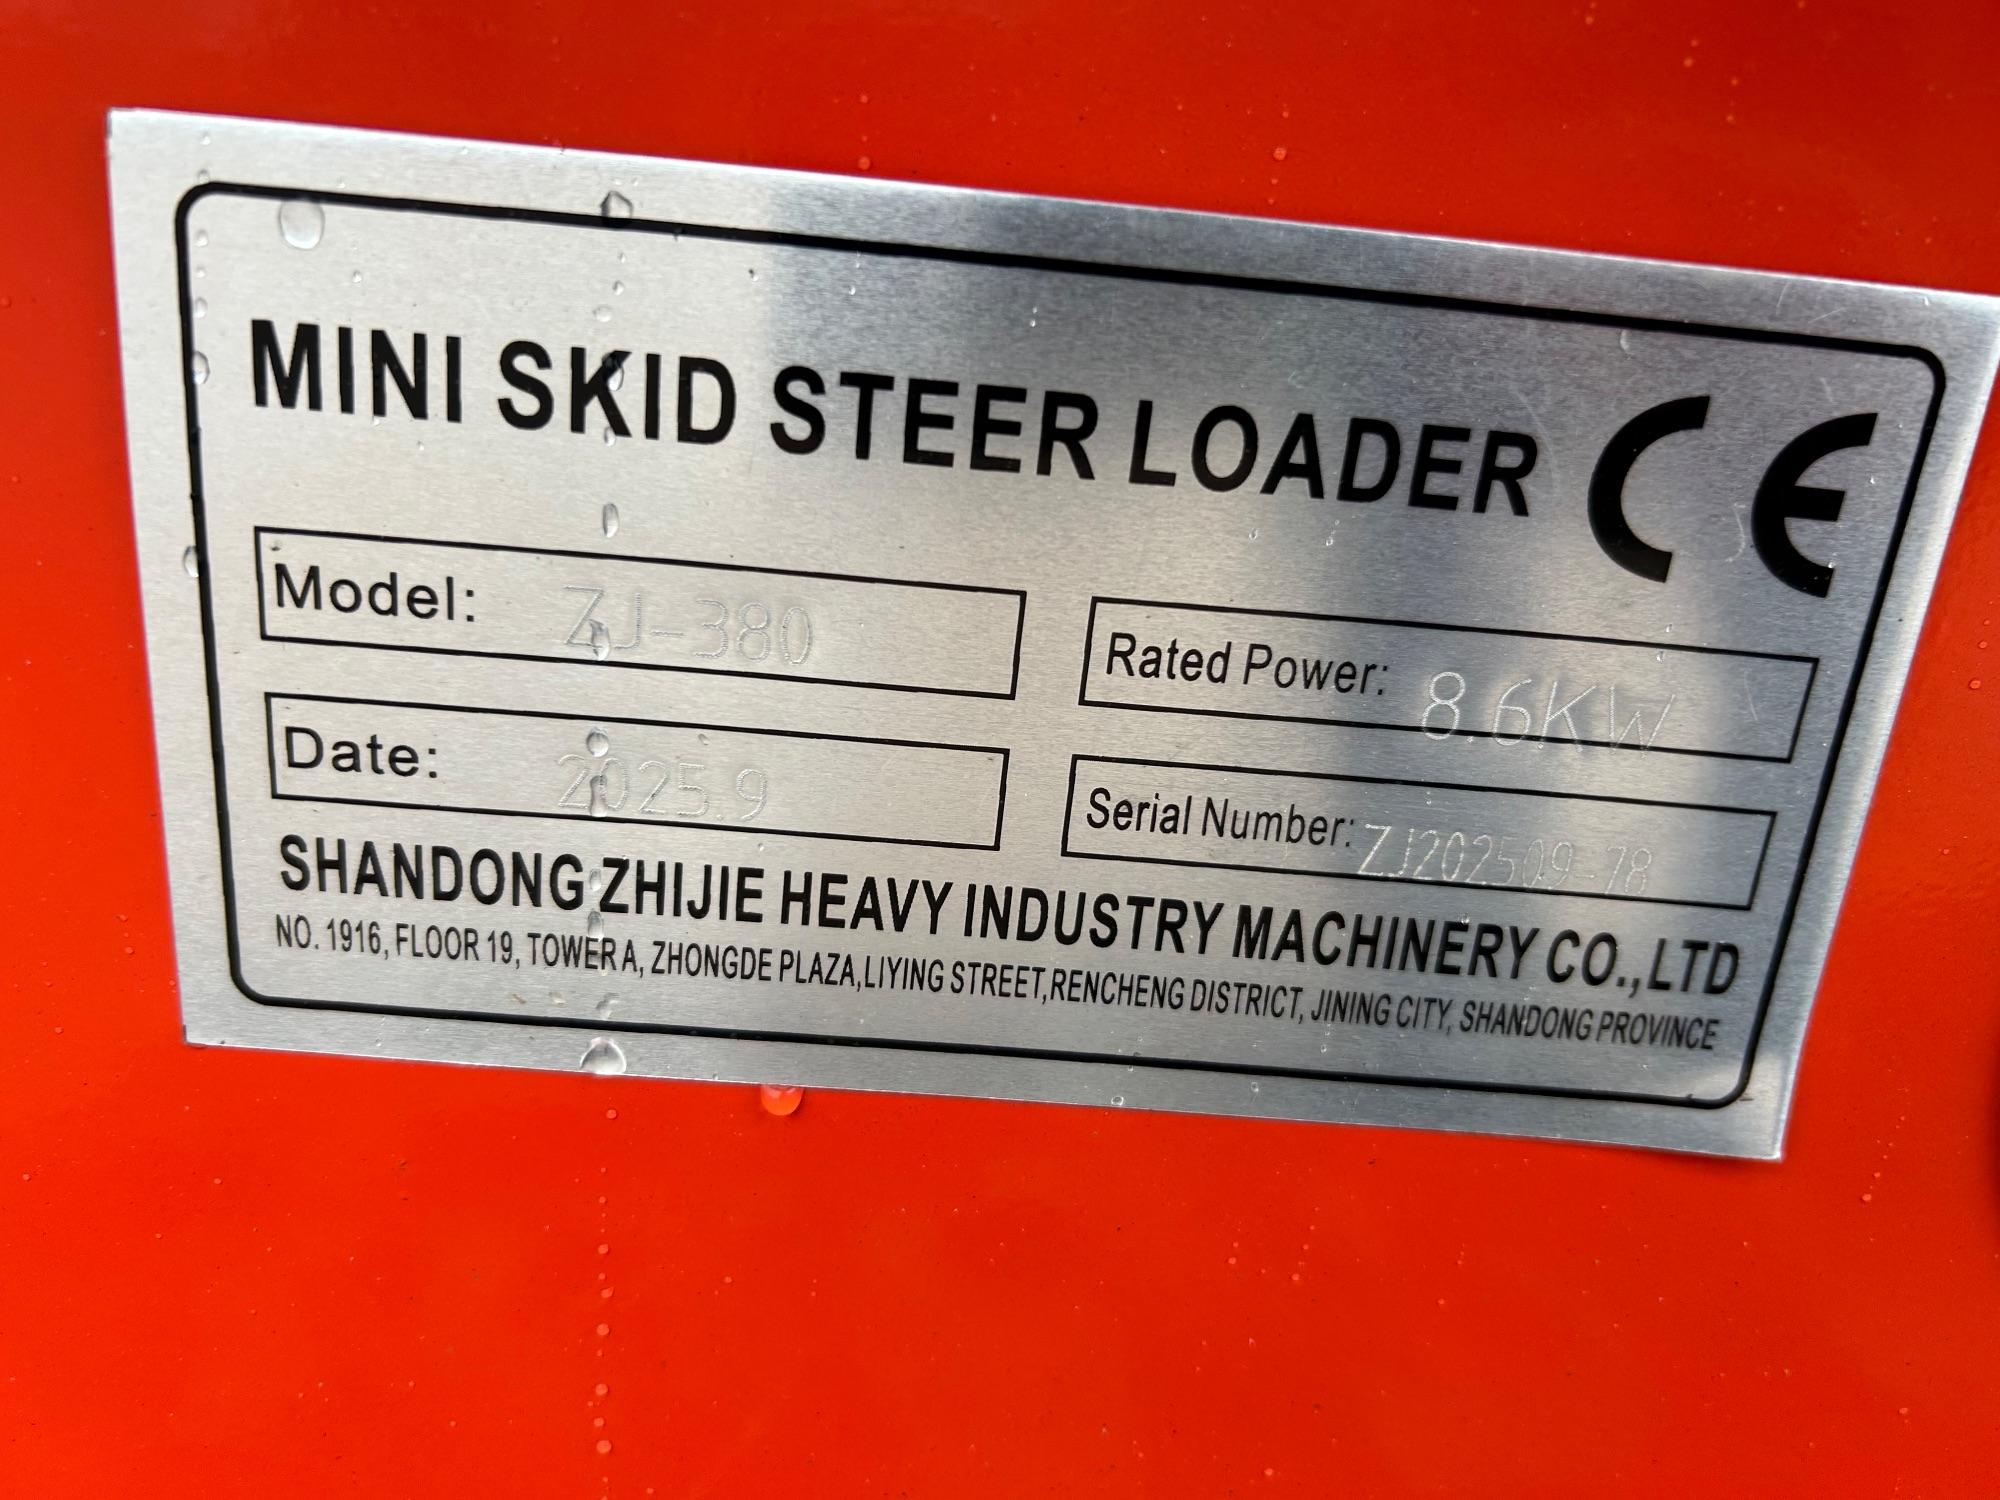 MINI SKID STEER LOADER CE
Model: ZJ-380
Rated Power: 8.6KW
Date: 2025.9
Serial Number: ZJ202509-78
SHANDONG ZHIJIE HEAVY INDUSTRY MACHINERY CO.,LTD
NO. 1916, FLOOR 19, TOWER A, ZHONGDE PLAZA,LIYING STREET,RENCHENG DISTRICT, JINING CITY, SHANDONG PROVINCE